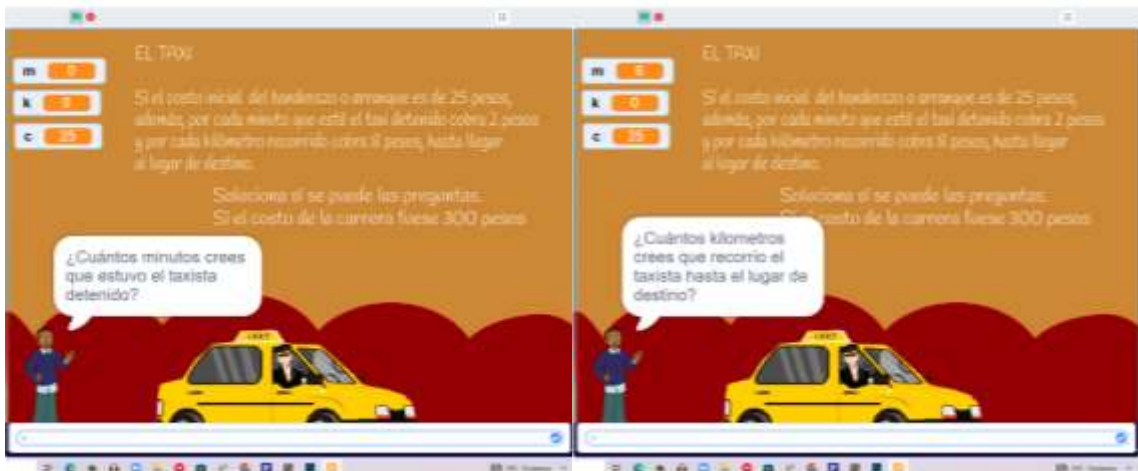 m 0
k 0
c 25
EL TAXI
Si el costo inicial del banderazo o arranque es de 25 pesos,
además, por cada minuto que esté el taxi detenido cobra 2 pesos
y por cada kilómetro recorrido cobra pesos, hasta llegar
al lugar de destino.
Soluciona si se puede las preguntas.
Si el costo de la carrera fuese 300 pesos
¿Cuántos minutos crees
que estuvo el taxista
detenido?
TAXI
m
k 0
c 25
EL TAXI
Si el costo inicial del banderazo o arranque es de 25 pesos,
además, por cada minuto que esté el taxi detenido cobra 2 pesos
y por cada kilómetro recorrido cobra pesos, hasta llegar
al lugar de destino.
Soluciona si se puede las preguntas.
Si el costo de la carrera fuese 300 pesos
¿Cuántos kilometros
crees que recorrio el
taxista hasta el lugar de
destino?
TAXI